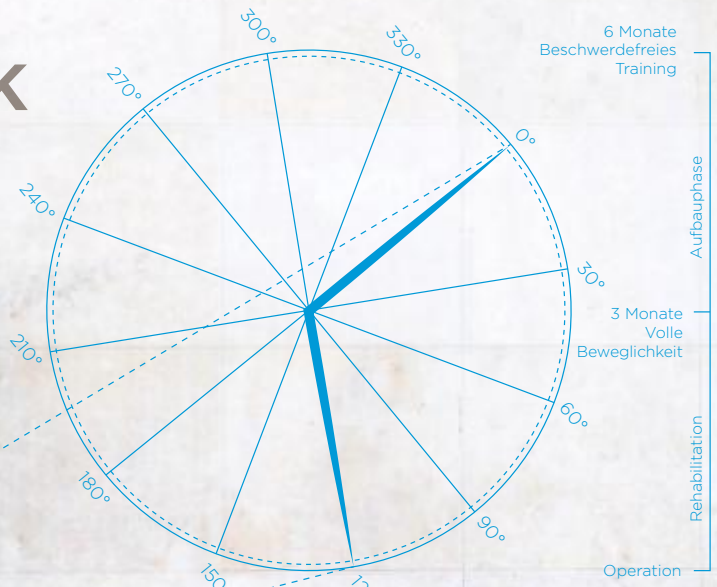 300°
330°
6 Monate
Beschwerdefreies
Training
270°
0°
240°
Aufbauphase
30°
3 Monate
Volle
Beweglichkeit
210°
60°
Rehabilitation
180°
90°
150
Operation